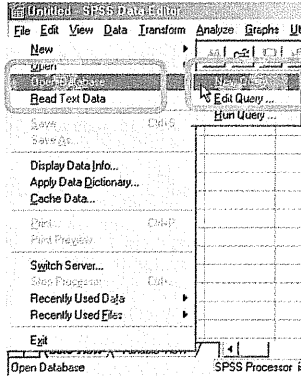 Untitled - SPSS Data Editor
File Edit View Data Transform Analyze Graphs
New
Open
Open Database
New Query
Read Text Data
Edit Query ...
Run Query ...
Save Ctrl+S
Save As
Display Data Info...
Apply Data Dictionary...
Cache Data...
Print... Ctrl+P
Print Preview
Switch Server...
Stop Processor
Recently Used Data
Recently Used Files
Exit
Open Database SPSS Processor